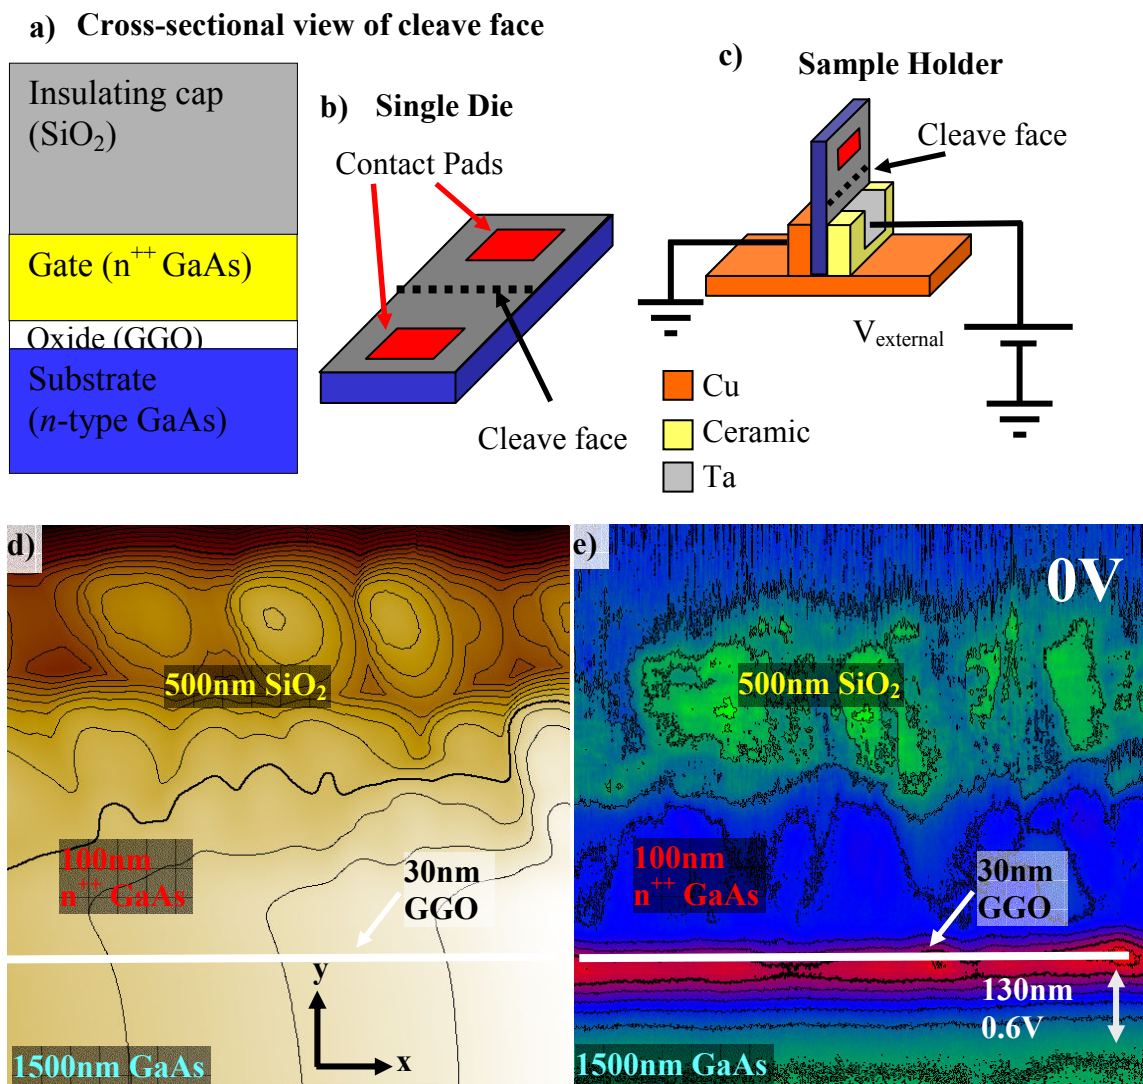 a) Cross-sectional view of cleave face
Insulating cap
(SiO₂)
Gate (n⁺⁺ GaAs)
Oxide (GGO)
Substrate
(n-type GaAs)
b) Single Die
Contact Pads
Cleave face
c) Sample Holder
Cleave face
V_external
Cu
Ceramic
Ta
d)
500nm SiO₂
100nm
n⁺⁺ GaAs
30nm
GGO
y
x
1500nm GaAs
e)
0V
500nm SiO₂
100nm
n⁺⁺ GaAs
30nm
GGO
130nm
0.6V
1500nm GaAs